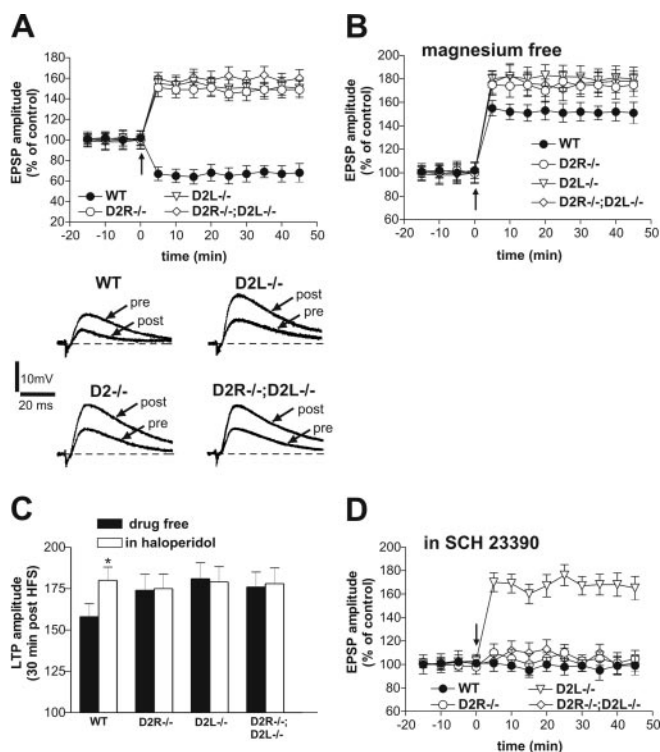 A
180
160
140
120
100
80
60
EPSP amplitude
(% of control)
WT
D2R-/-
D2L-/-
D2R-/-;D2L-/-
-20 -10 0 10 20 30 40 50
time (min)
B
magnesium free
200
180
160
140
120
100
80
EPSP amplitude
(% of control)
WT
D2R-/-
D2L-/-
D2R-/-;D2L-/-
-20 -10 0 10 20 30 40 50
time (min)
WT
pre
post
D2L-/-
post
pre
10mV
20 ms
D2-/-
post
pre
D2R-/-;D2L-/-
post
pre
C
drug free
in haloperidol
200
175
150
125
100
LTP amplitude
(30 min post HFS)
*
WT
D2R-/-
D2L-/-
D2R-/-;
D2L-/-
D
in SCH 23390
200
180
160
140
120
100
80
EPSP amplitude
(% of control)
WT
D2R-/-
D2L-/-
D2R-/-;D2L-/-
-20 -10 0 10 20 30 40 50
time (min)